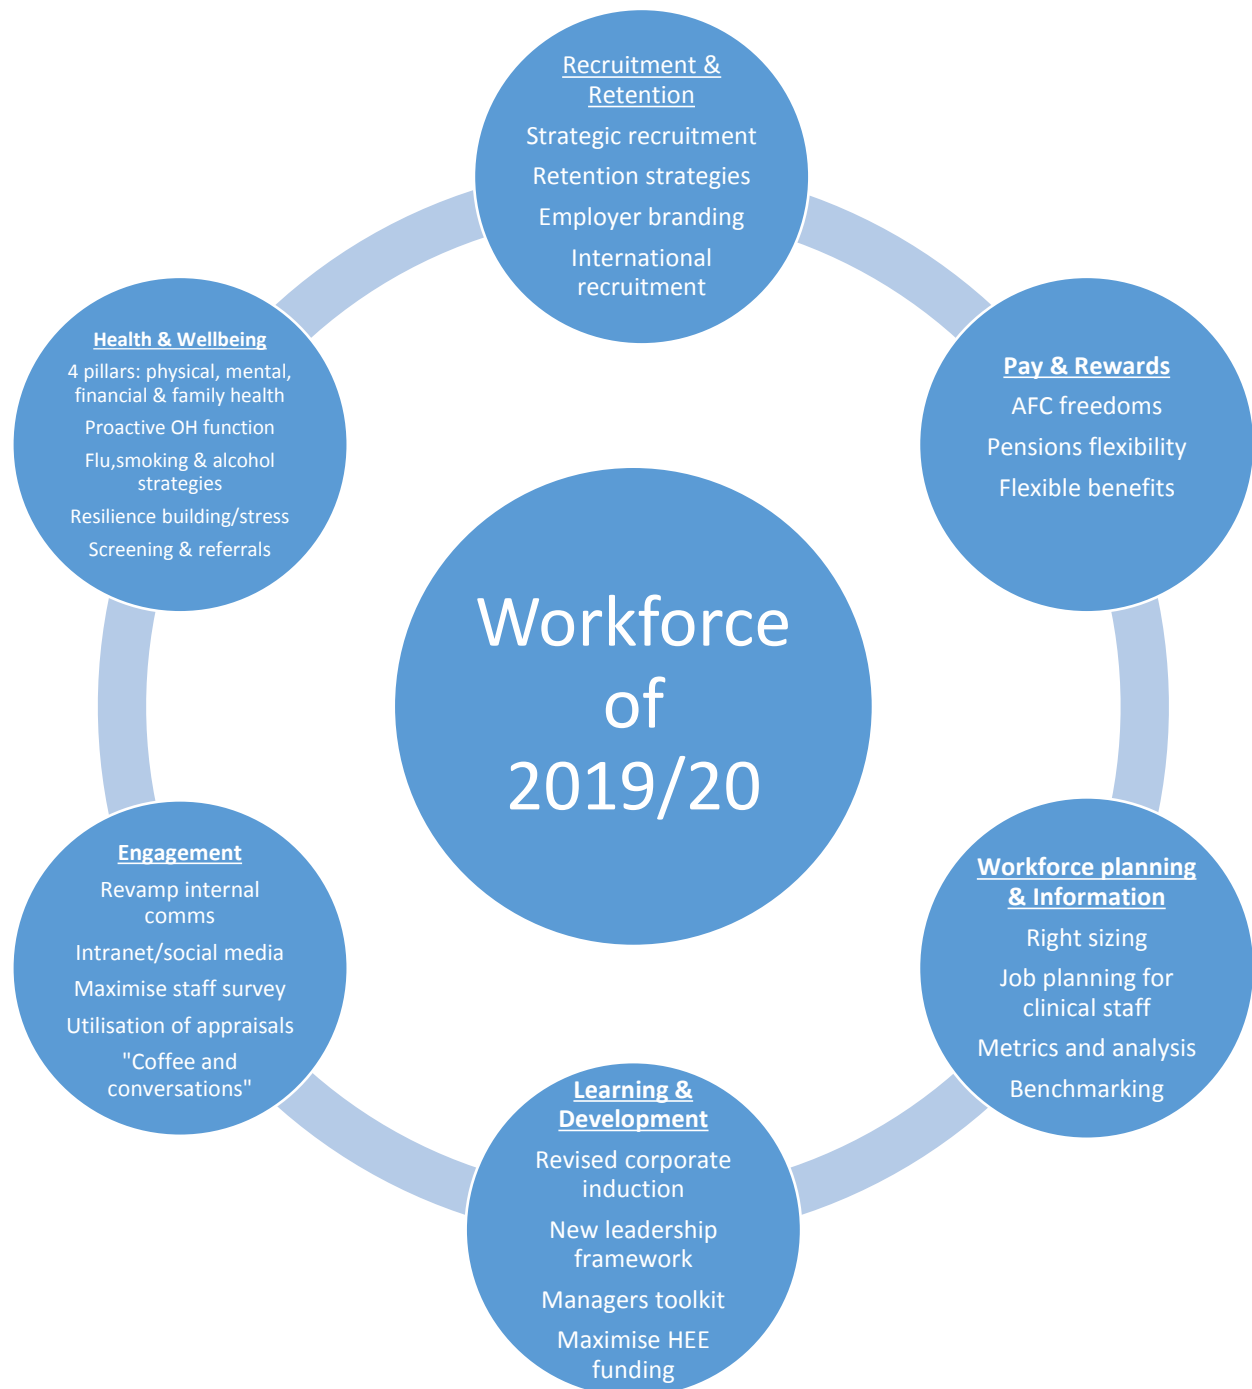 Recruitment &
Retention
Strategic recruitment
Retention strategies
Employer branding
International
recruitment
Pay & Rewards
AFC freedoms
Pensions flexibility
Flexible benefits
Workforce planning
& Information
Right sizing
Job planning for
clinical staff
Metrics and analysis
Benchmarking
Learning &
Development
Revised corporate
induction
New leadership
framework
Managers toolkit
Maximise HEE
funding
Engagement
Revamp internal
comms
Intranet/social media
Maximise staff survey
Utilisation of appraisals
"Coffee and
conversations"
Health & Wellbeing
4 pillars: physical, mental,
financial & family health
Proactive OH function
Flu,smoking & alcohol
strategies
Resilience building/stress
Screening & referrals
Workforce
of
2019/20